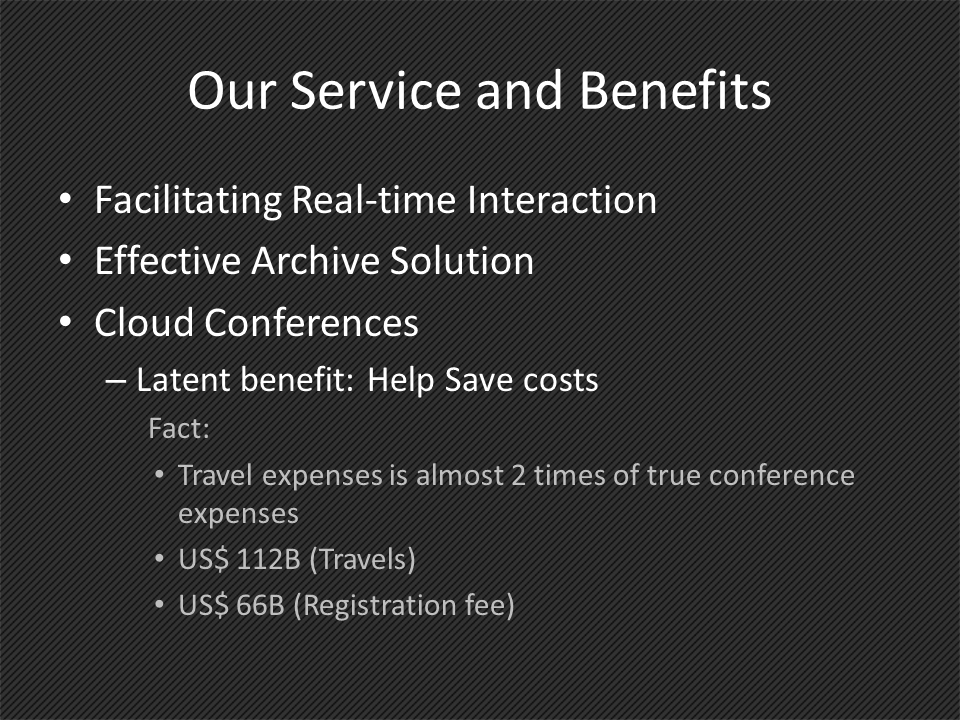 Our Service and Benefits
• Facilitating Real-time Interaction
• Effective Archive Solution
• Cloud Conferences
– Latent benefit: Help Save costs
Fact:
• Travel expenses is almost 2 times of true conference
expenses
• US$ 112B (Travels)
• US$ 66B (Registration fee)